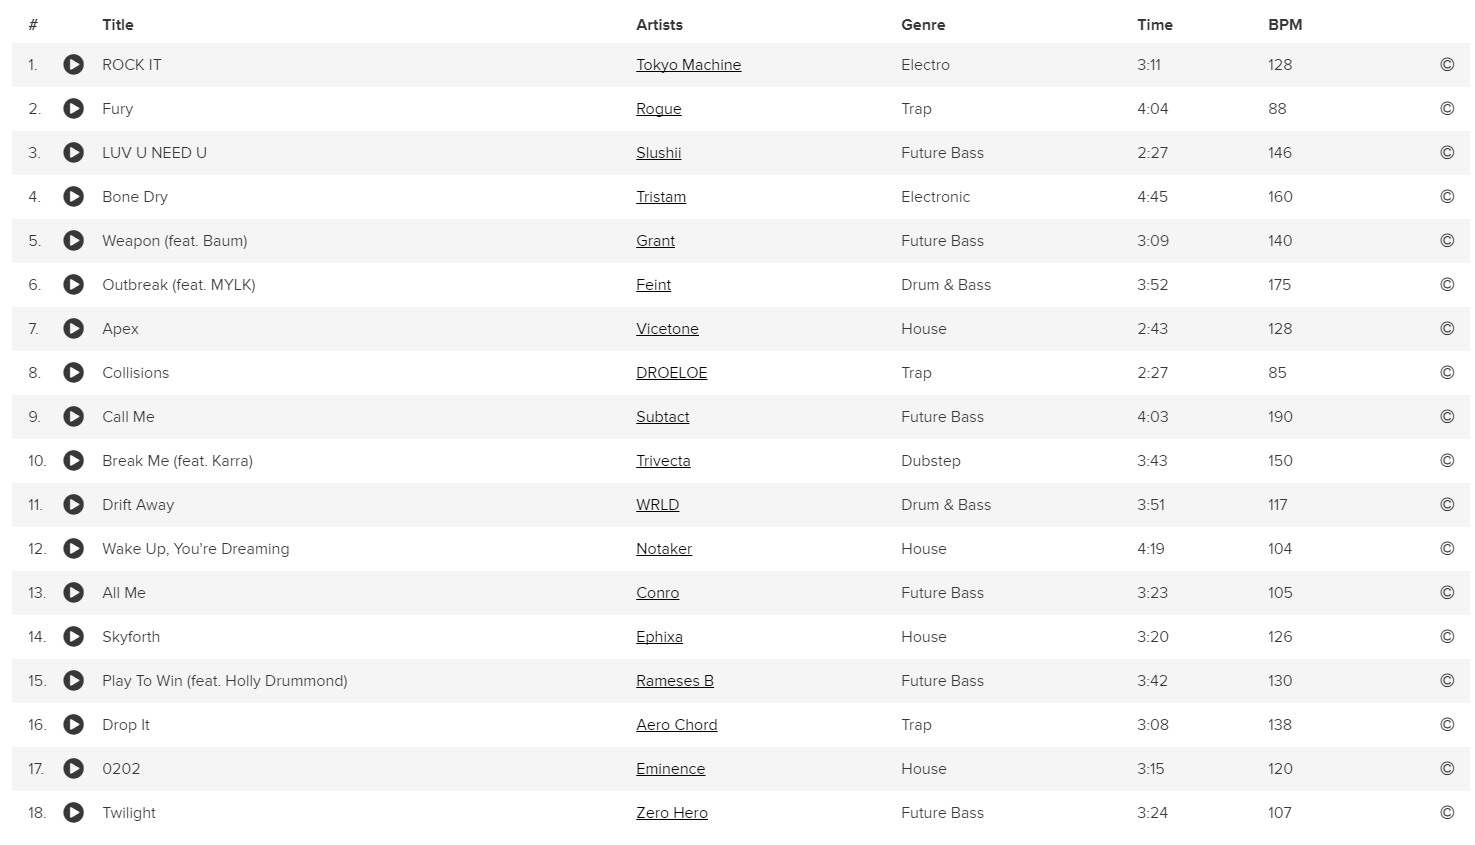 # Title Artists Genre Time BPM
1. ROCK IT Tokyo Machine Electro 3:11 128 ©
2. Fury Rogue Trap 4:04 88 ©
3. LUV U NEED U Slushii Future Bass 2:27 146 ©
4. Bone Dry Tristam Electronic 4:45 160 ©
5. Weapon (feat. Baum) Grant Future Bass 3:09 140 ©
6. Outbreak (feat. MYLK) Feint Drum & Bass 3:52 175 ©
7. Apex Vicetone House 2:43 128 ©
8. Collisions DROELOE Trap 2:27 85 ©
9. Call Me Subtact Future Bass 4:03 190 ©
10. Break Me (feat. Karra) Trivecta Dubstep 3:43 150 ©
11. Drift Away WRLD Drum & Bass 3:51 117 ©
12. Wake Up, You're Dreaming Notaker House 4:19 104 ©
13. All Me Conro Future Bass 3:23 105 ©
14. Skyforth Ephixa House 3:20 126 ©
15. Play To Win (feat. Holly Drummond) Rameses B Future Bass 3:42 130 ©
16. Drop It Aero Chord Trap 3:08 138 ©
17. 0202 Eminence House 3:15 120 ©
18. Twilight Zero Hero Future Bass 3:24 107 ©